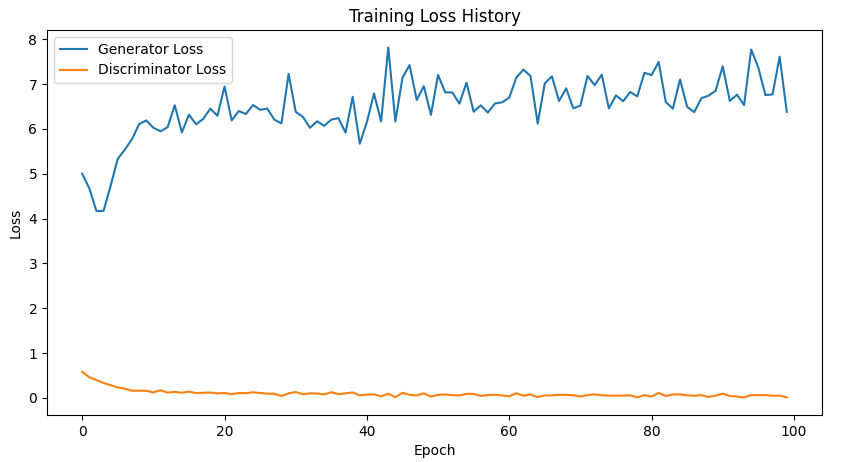 Training Loss History
Generator Loss
Discriminator Loss
8
7
6
5
4
3
2
1
0
Loss
0 20 40 60 80 100
Epoch